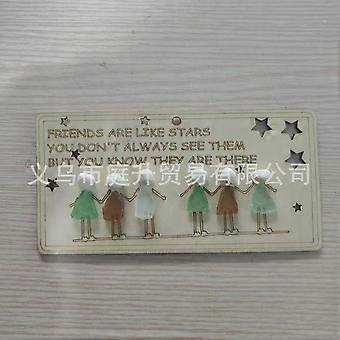 FRIENDS ARE LIKE STARS
YOU DON'T ALWAYS SEE THEM
BUT YOU KNOW THEY ARE THERE
义乌市庭升贸易有限公司